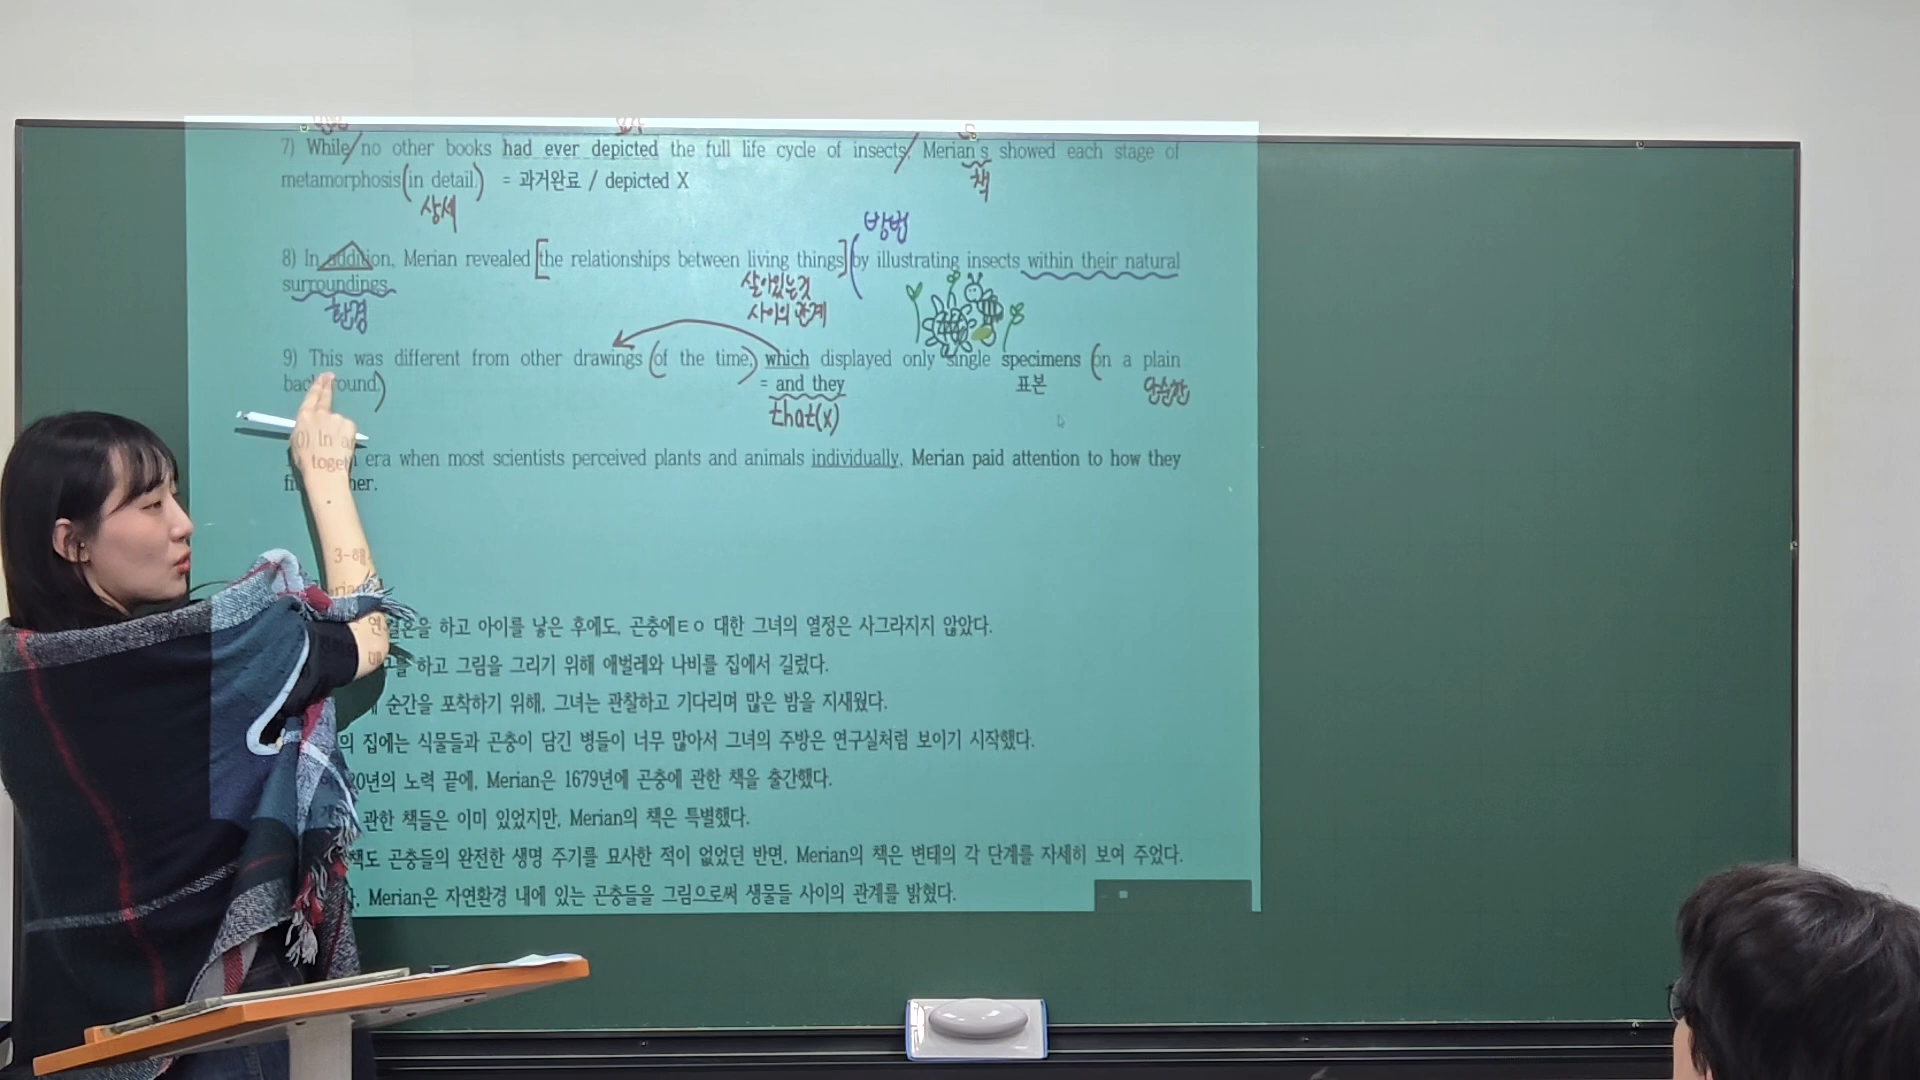 7) While no other books had ever depicted the full life cycle of insects, Merian's showed each stage of
책
metamorphosis (in detail.) = 과거완료 / depicted X
상세
방법
8) In addition, Merian revealed [the relationships between living things] (by illustrating insects within their natural
surroundings.
살아있는것
사이의 관계
환경
9) This was different from other drawings (of the time,) which displayed only single specimens (on a plain
background.)
= and they
표본
단순한
that(x)
10) In an era when most scientists perceived plants and animals individually, Merian paid attention to how they
fit together.
3-해
결혼을 하고 아이를 낳은 후에도, 곤충에ㅌㅇ 대한 그녀의 열정은 사그라지지 않았다.
하고 그림을 그리기 위해 애벌레와 나비를 집에서 길렀다.
순간을 포착하기 위해, 그녀는 관찰하고 기다리며 많은 밤을 지새웠다.
의 집에는 식물들과 곤충이 담긴 병들이 너무 많아서 그녀의 주방은 연구실처럼 보이기 시작했다.
20년의 노력 끝에, Merian은 1679년에 곤충에 관한 책을 출간했다.
관한 책들은 이미 있었지만, Merian의 책은 특별했다.
책도 곤충들의 완전한 생명 주기를 묘사한 적이 없었던 반면, Merian의 책은 변태의 각 단계를 자세히 보여 주었다.
, Merian은 자연환경 내에 있는 곤충들을 그림으로써 생물들 사이의 관계를 밝혔다.